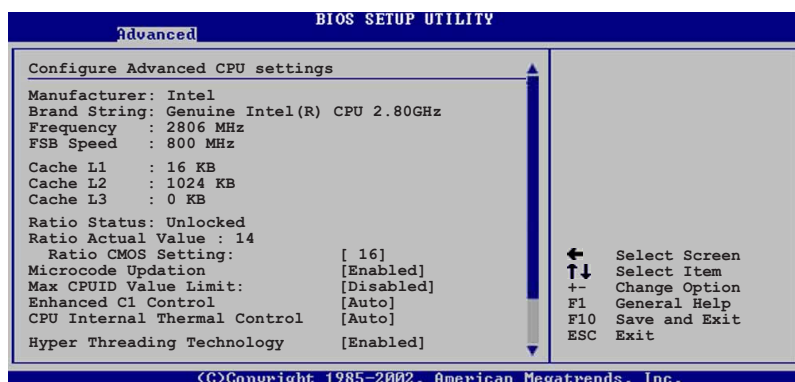 BIOS SETUP UTILITY
Advanced
Configure Advanced CPU settings
Manufacturer: Intel
Brand String: Genuine Intel(R) CPU 2.80GHz
Frequency : 2806 MHz
FSB Speed : 800 MHz
Cache L1 : 16 KB
Cache L2 : 1024 KB
Cache L3 : 0 KB
Ratio Status: Unlocked
Ratio Actual Value : 14
Ratio CMOS Setting: [ 16]
Microcode Updation [Enabled]
Max CPUID Value Limit: [Disabled]
Enhanced C1 Control [Auto]
CPU Internal Thermal Control [Auto]
Hyper Threading Technology [Enabled]
← Select Screen
↑↓ Select Item
+- Change Option
F1 General Help
F10 Save and Exit
ESC Exit
(C)Copyright 1985-2002, American Megatrends, Inc.